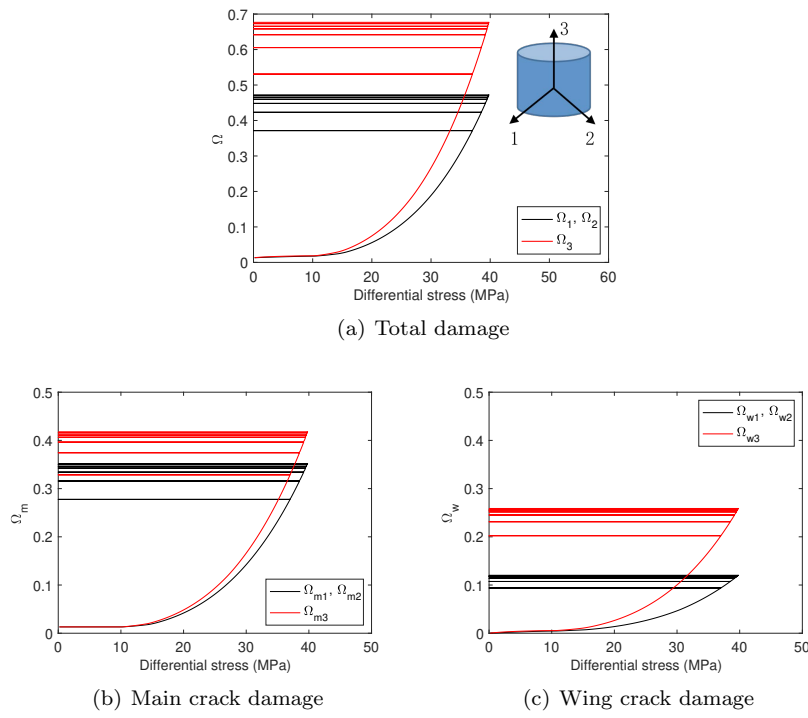 0.7
0.6
0.5
0.4
0.3
0.2
0.1
0
Ω
3
1
2
Ω1, Ω2
Ω3
0 10 20 30 40 50 60
Differential stress (MPa)
(a) Total damage
0.5
0.4
0.3
0.2
0.1
0
Ωm
Ωm1, Ωm2
Ωm3
0 10 20 30 40 50
Differential stress (MPa)
(b) Main crack damage
0.5
0.4
0.3
0.2
0.1
0
Ωw
Ωw1, Ωw2
Ωw3
0 10 20 30 40 50
Differential stress (MPa)
(c) Wing crack damage